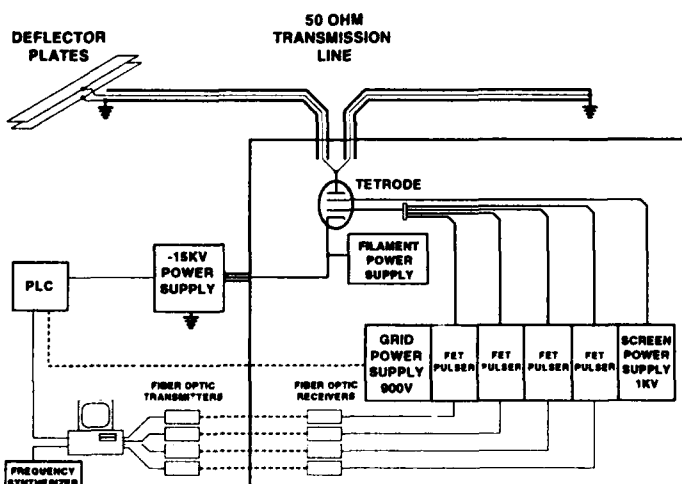 50 OHM
TRANSMISSION
LINE
DEFLECTOR
PLATES
TETRODE
FILAMENT
POWER
SUPPLY
-15KV
POWER
SUPPLY
PLC
GRID
POWER
SUPPLY
900V
FET
PULSER
FET
PULSER
FET
PULSER
FET
PULSER
SCREEN
POWER
SUPPLY
1KV
FIBER OPTIC
TRANSMITTERS
FIBER OPTIC
RECEIVERS
FREQUENCY
SYNTHESIZER